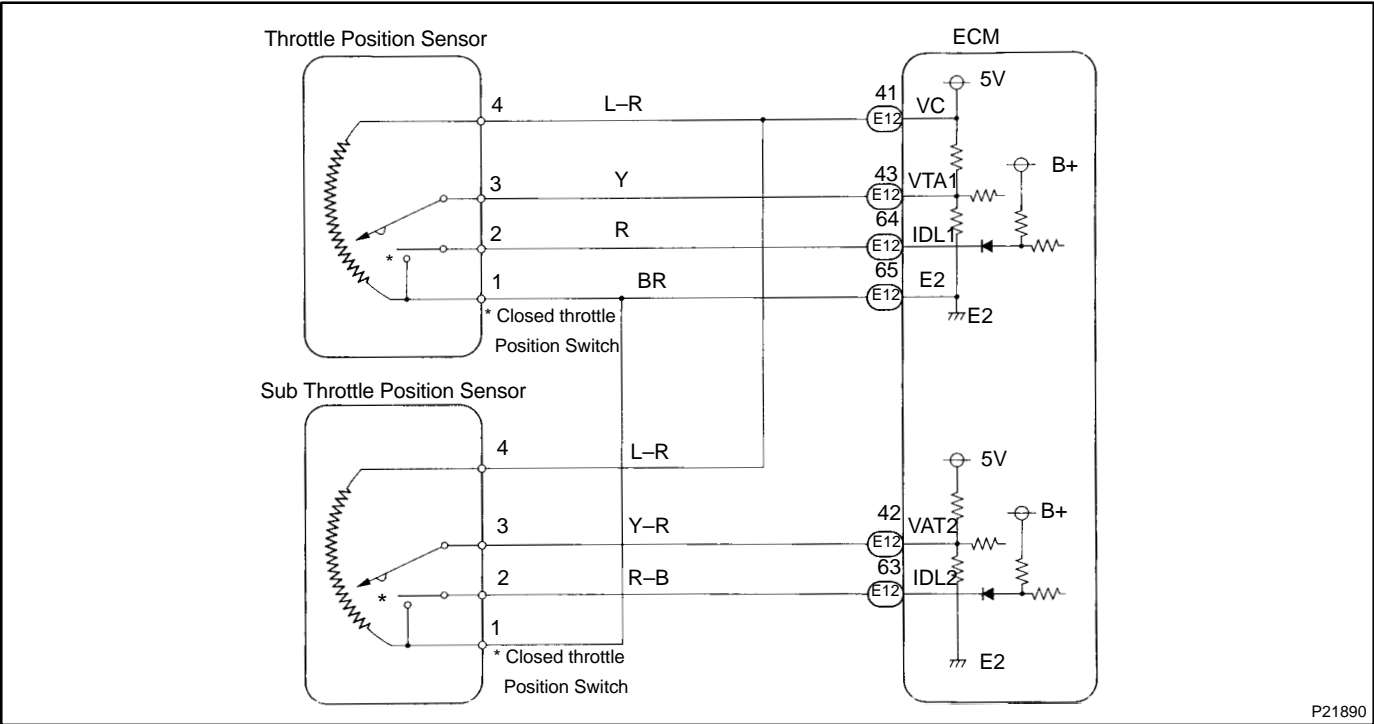 Throttle Position Sensor
ECM
5V
4
L–R
41
E12
VC
B+
3
Y
43
E12
VTA1
2
R
64
E12
IDL1
*
1
BR
65
E12
E2
E2
* Closed throttle
Position Switch
Sub Throttle Position Sensor
4
L–R
5V
3
Y–R
42
E12
VAT2
B+
2
R–B
63
E12
IDL2
*
1
* Closed throttle
Position Switch
E2
P21890